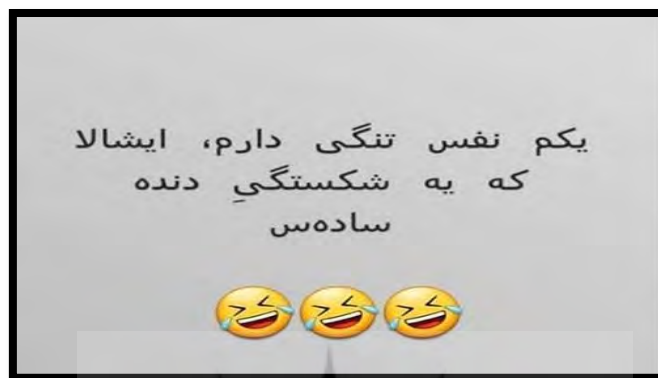 یکم نفس تنگی دارم، ایشالا
که یه شکستگیِ دنده
ساده‌س
🤣🤣🤣